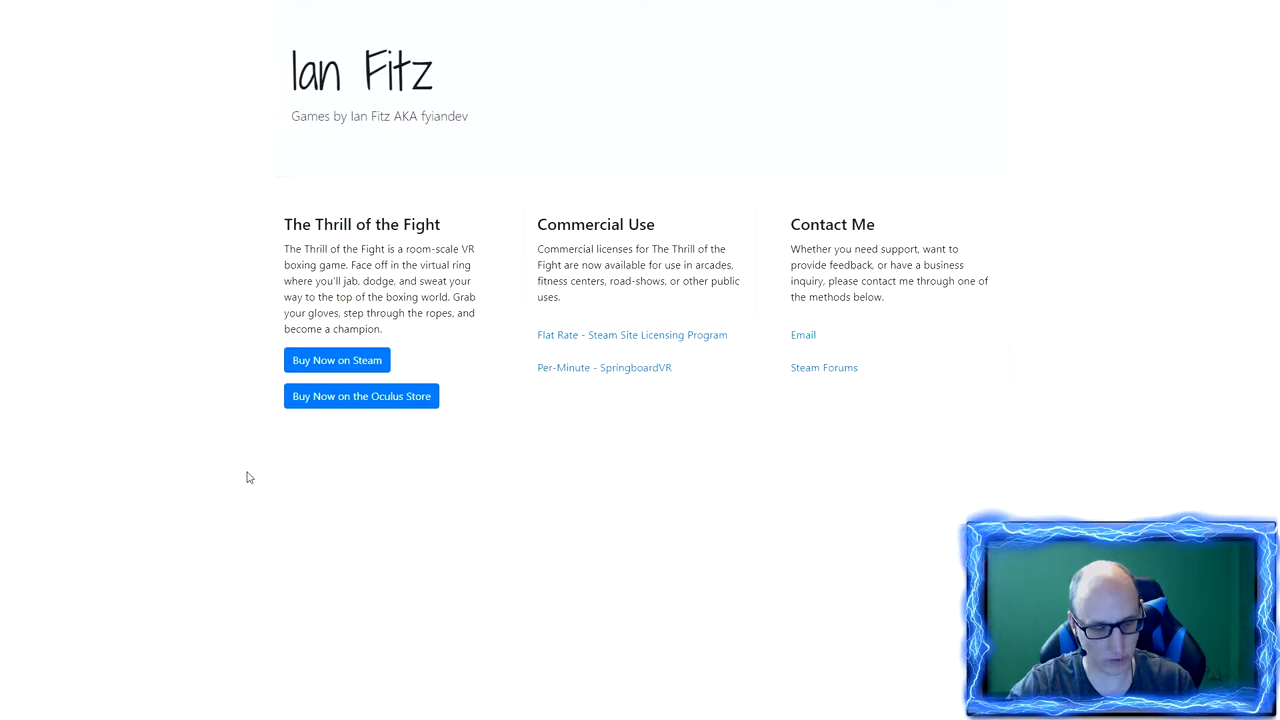 Ian Fitz
Games by Ian Fitz AKA fyiandev
The Thrill of the Fight
The Thrill of the Fight is a room-scale VR
boxing game. Face off in the virtual ring
where you'll jab, dodge, and sweat your
way to the top of the boxing world. Grab
your gloves, step through the ropes, and
become a champion.
Buy Now on Steam
Buy Now on the Oculus Store
Commercial Use
Commercial licenses for The Thrill of the
Fight are now available for use in arcades,
fitness centers, road-shows, or other public
uses.
Flat Rate - Steam Site Licensing Program
Per-Minute - SpringboardVR
Contact Me
Whether you need support, want to
provide feedback, or have a business
inquiry, please contact me through one of
the methods below.
Email
Steam Forums